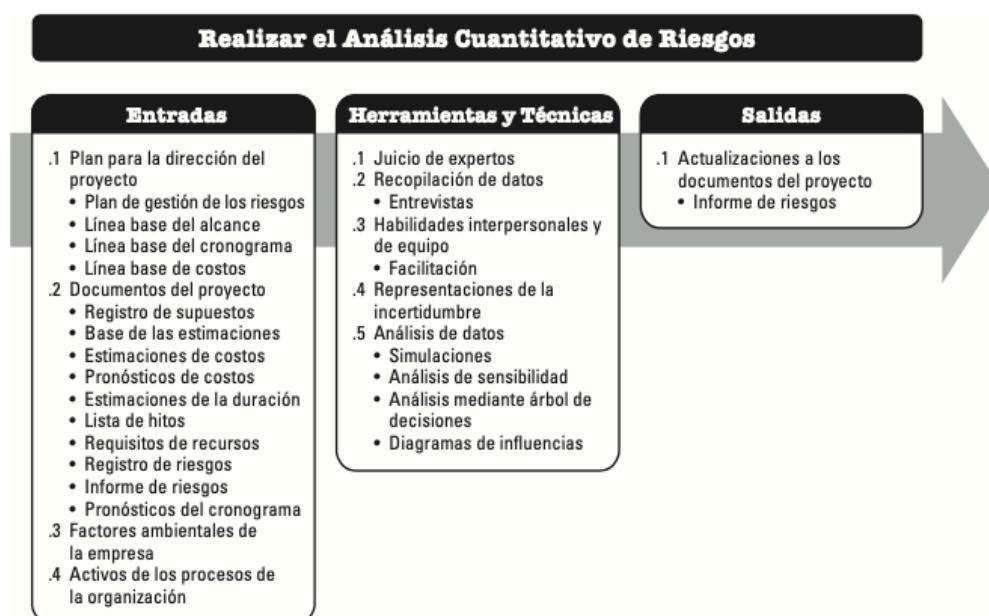 Realizar el Análisis Cuantitativo de Riesgos
Entradas
.1 Plan para la dirección del
proyecto
• Plan de gestión de los riesgos
• Línea base del alcance
• Línea base del cronograma
• Línea base de costos
.2 Documentos del proyecto
• Registro de supuestos
• Base de las estimaciones
• Estimaciones de costos
• Pronósticos de costos
• Estimaciones de la duración
• Lista de hitos
• Requisitos de recursos
• Registro de riesgos
• Informe de riesgos
• Pronósticos del cronograma
.3 Factores ambientales de
la empresa
.4 Activos de los procesos de
la organización
Herramientas y Técnicas
.1 Juicio de expertos
.2 Recopilación de datos
• Entrevistas
.3 Habilidades interpersonales y
de equipo
• Facilitación
.4 Representaciones de la
incertidumbre
.5 Análisis de datos
• Simulaciones
• Análisis de sensibilidad
• Análisis mediante árbol de
decisiones
• Diagramas de influencias
Salidas
.1 Actualizaciones a los
documentos del proyecto
• Informe de riesgos